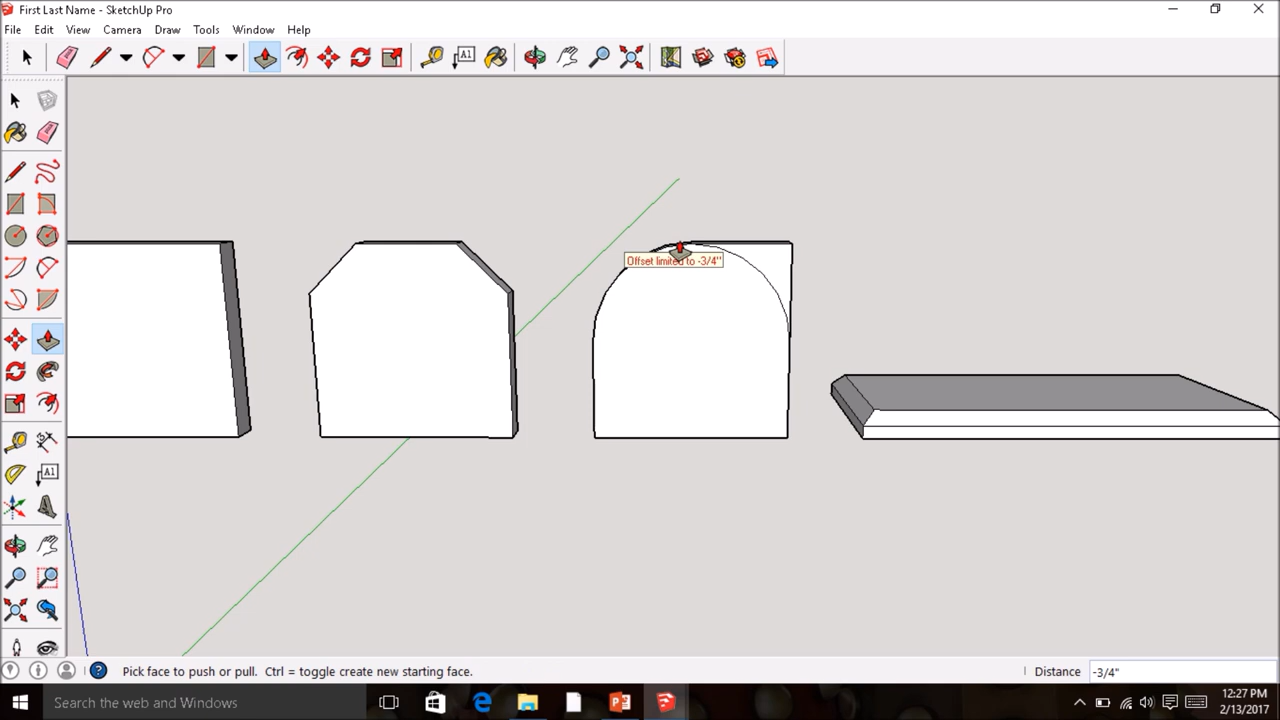 First Last Name - SketchUp Pro
File Edit View Camera Draw Tools Window Help
A1
Offset limited to -3/4"
A1
Pick face to push or pull. Ctrl = toggle create new starting face.
Distance -3/4"
Search the web and Windows
12:27 PM
2/13/2017